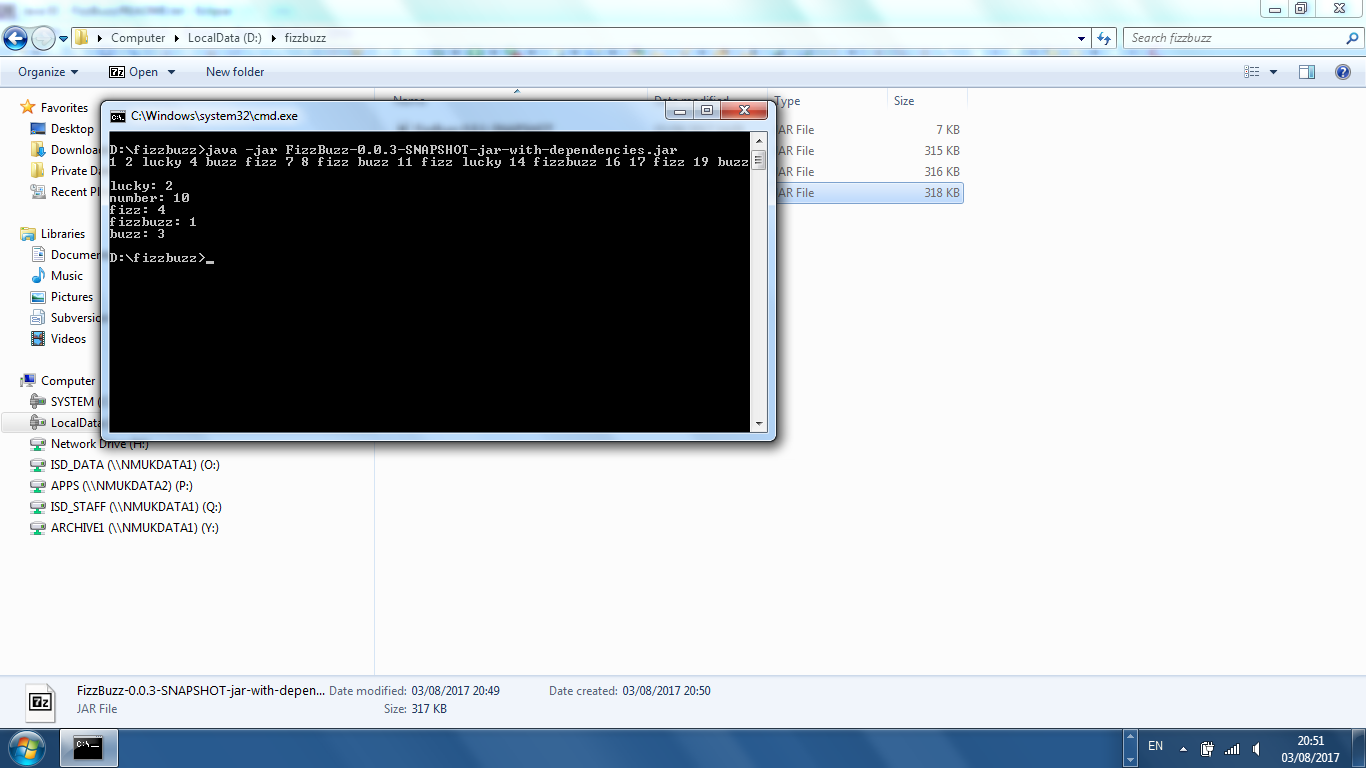 Computer LocalData (D:) fizzbuzz
Search fizzbuzz
Organize Open New folder
Type Size
Favorites
Desktop
Recent
Libraries
Music
Pictures
Videos
Computer
SYSTEM
Network Drive (H:)
ISD_DATA (\\NMUKDATA1) (O:)
APPS (\\NMUKDATA2) (P:)
ISD_STAFF (\\NMUKDATA1) (Q:)
ARCHIVE1 (\\NMUKDATA1) (Y:)
C:\Windows\system32\cmd.exe
D:\fizzbuzz>java -jar FizzBuzz-0.0.3-SNAPSHOT-jar-with-dependencies.jar
1 2 lucky 4 buzz fizz 7 8 fizz buzz 11 fizz lucky 14 fizzbuzz 16 17 fizz 19 buzz
lucky: 2
number: 10
fizz: 4
fizzbuzz: 1
buzz: 3
D:\fizzbuzz>_
JAR File 7 KB
JAR File 315 KB
JAR File 316 KB
JAR File 318 KB
FizzBuzz-0.0.3-SNAPSHOT-jar-with-depen... Date modified: 03/08/2017 20:49 Date created: 03/08/2017 20:50
JAR File Size: 317 KB
EN
20:51
03/08/2017